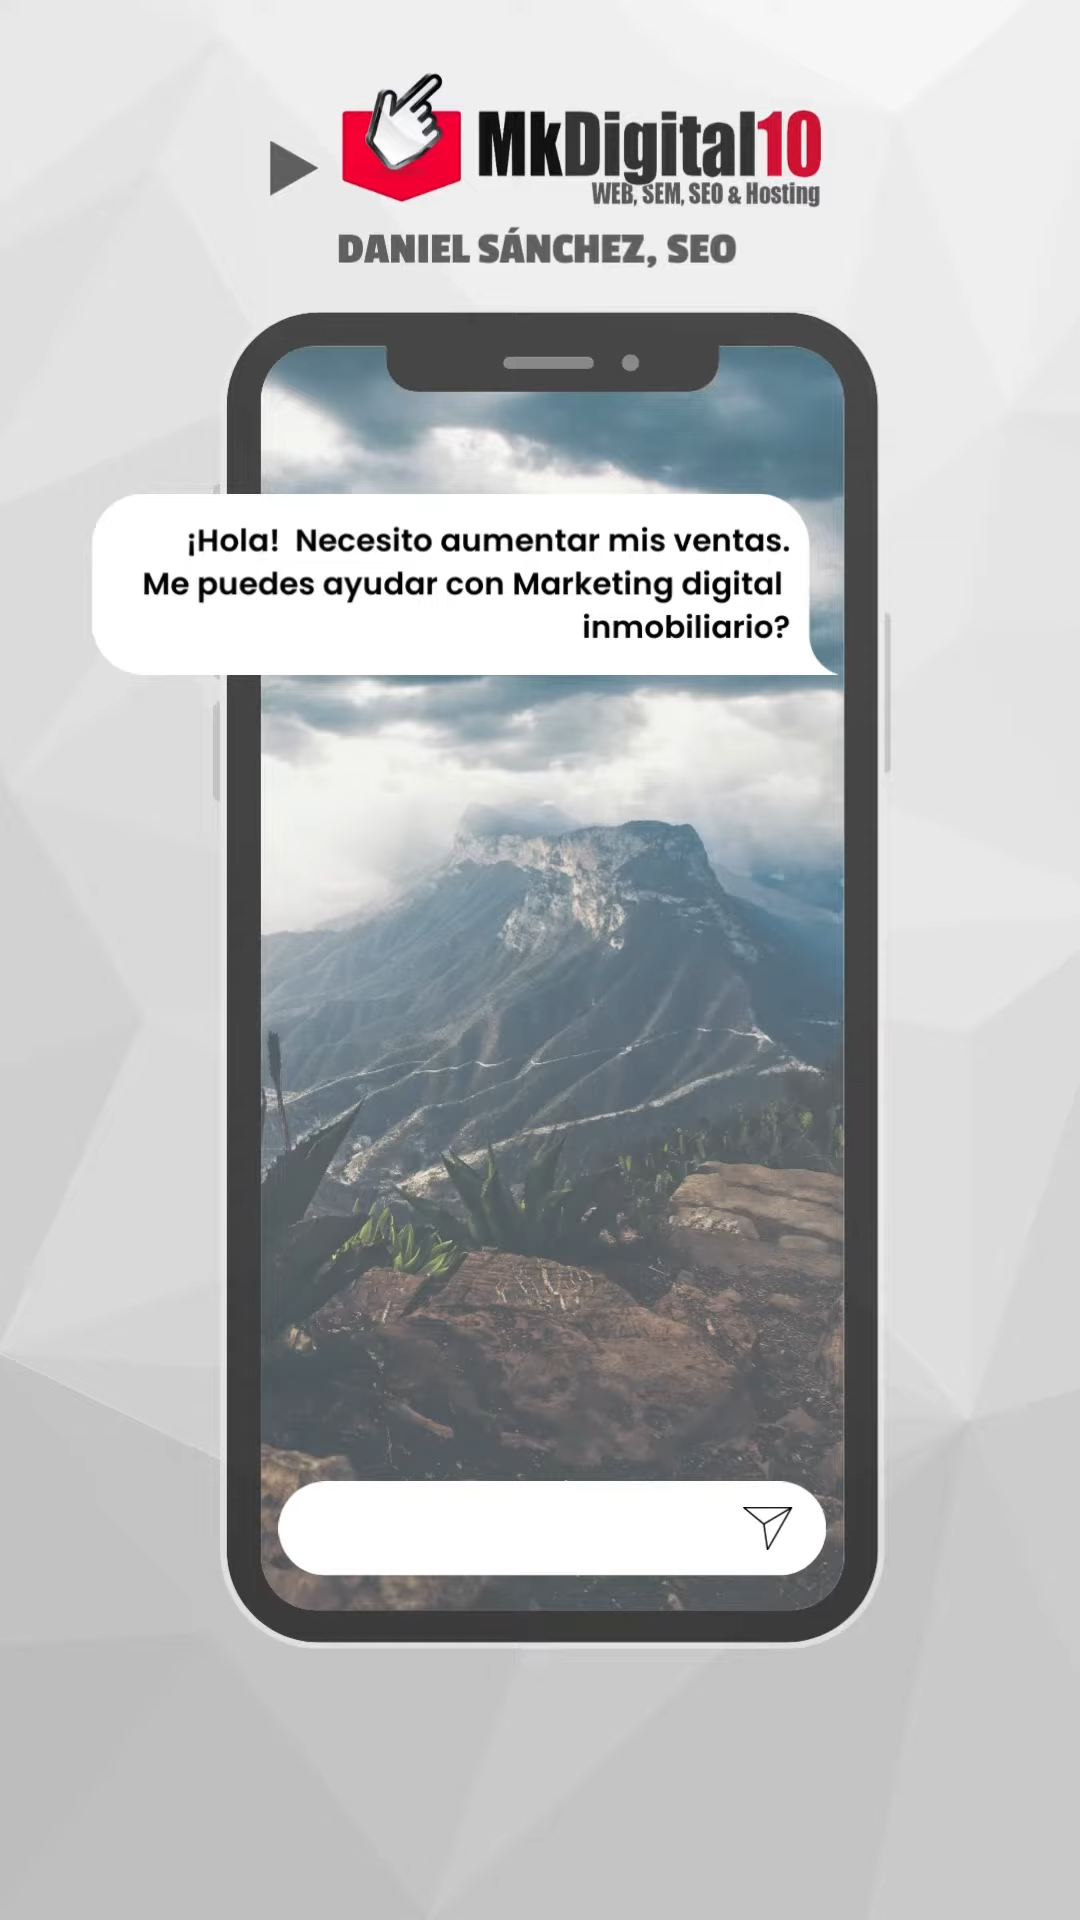 MkDigital10
WEB, SEM, SEO & Hosting
DANIEL SÁNCHEZ, SEO
¡Hola! Necesito aumentar mis ventas.
Me puedes ayudar con Marketing digital
inmobiliario?